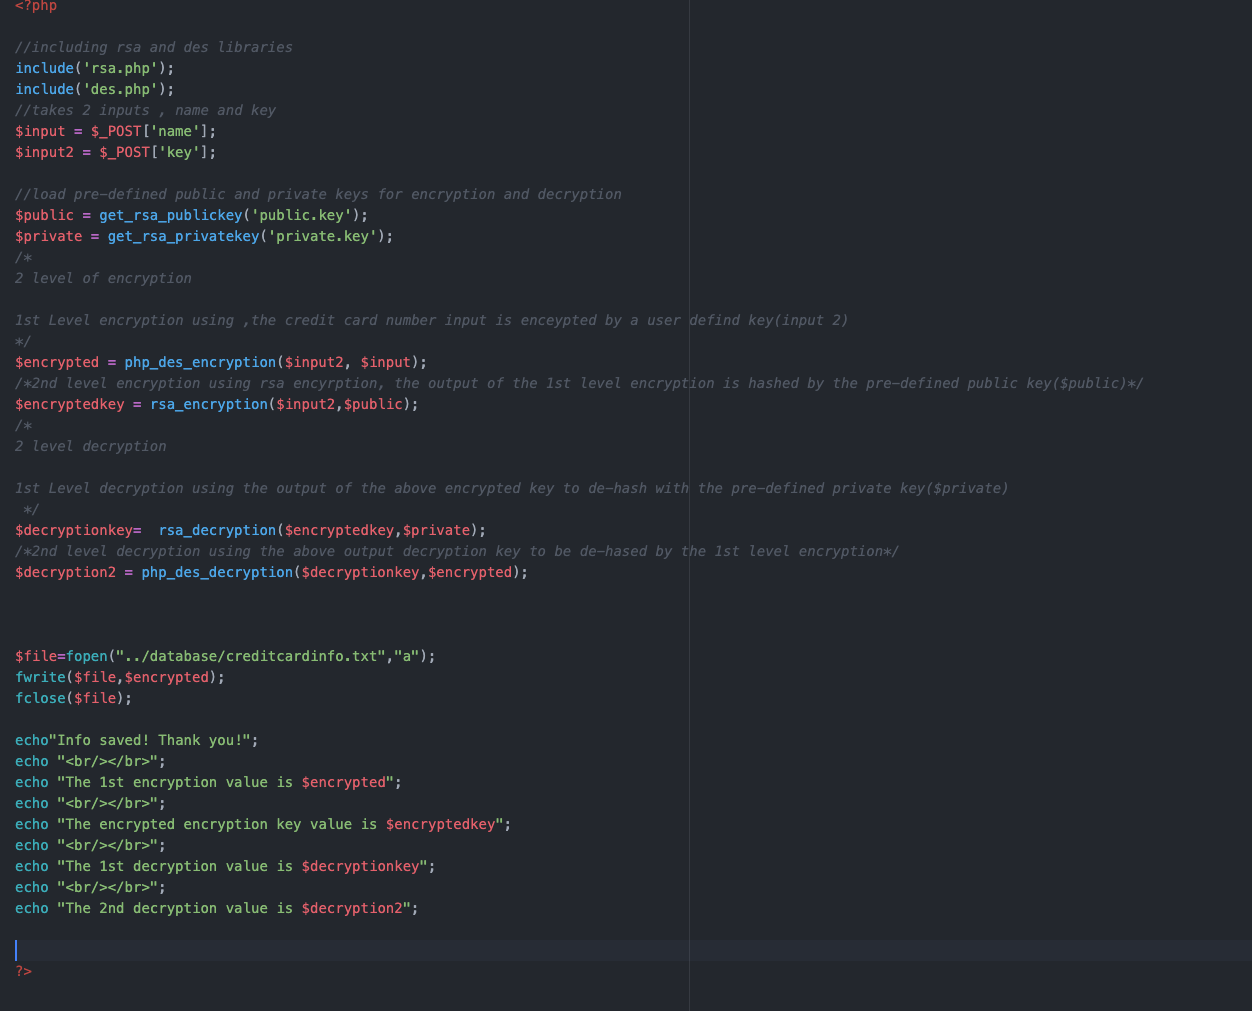 <?php
//including rsa and des libraries
include('rsa.php');
include('des.php');
//takes 2 inputs , name and key
$input = $_POST['name'];
$input2 = $_POST['key'];
//load pre-defined public and private keys for encryption and decryption
$public = get_rsa_publickey('public.key');
$private = get_rsa_privatekey('private.key');
/*
2 level of encryption
1st Level encryption using ,the credit card number input is enceypted by a user defind key(input 2)
*/
$encrypted = php_des_encryption($input2, $input);
/*2nd level encryption using rsa encyrption, the output of the 1st level encryption is hashed by the pre-defined public key($public)*/
$encryptedkey = rsa_encryption($input2,$public);
/*
2 level decryption
1st Level decryption using the output of the above encrypted key to de-hash with the pre-defined private key($private)
*/
$decryptionkey=  rsa_decryption($encryptedkey,$private);
/*2nd level decryption using the above output decryption key to be de-hased by the 1st level encryption*/
$decryption2 = php_des_decryption($decryptionkey,$encrypted);
$file=fopen("../database/creditcardinfo.txt","a");
fwrite($file,$encrypted);
fclose($file);
echo"Info saved! Thank you!";
echo "<br/></br>";
echo "The 1st encryption value is $encrypted";
echo "<br/></br>";
echo "The encrypted encryption key value is $encryptedkey";
echo "<br/></br>";
echo "The 1st decryption value is $decryptionkey";
echo "<br/></br>";
echo "The 2nd decryption value is $decryption2";
?>